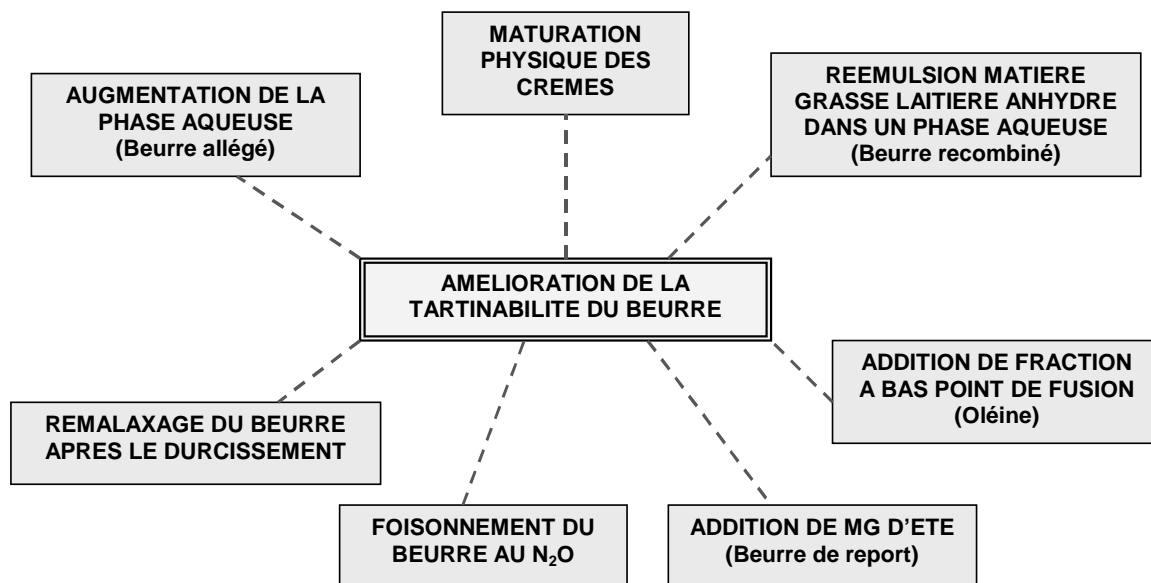 MATURATION
PHYSIQUE DES
CREMES
AUGMENTATION DE LA
PHASE AQUEUSE
(Beurre allégé)
REEMULSION MATIERE
GRASSE LAITIERE ANHYDRE
DANS UN PHASE AQUEUSE
(Beurre recombiné)
AMELIORATION DE LA
TARTINABILITE DU BEURRE
ADDITION DE FRACTION
A BAS POINT DE FUSION
(Oléine)
REMALAXAGE DU BEURRE
APRES LE DURCISSEMENT
FOISONNEMENT DU
BEURRE AU N₂O
ADDITION DE MG D'ETE
(Beurre de report)